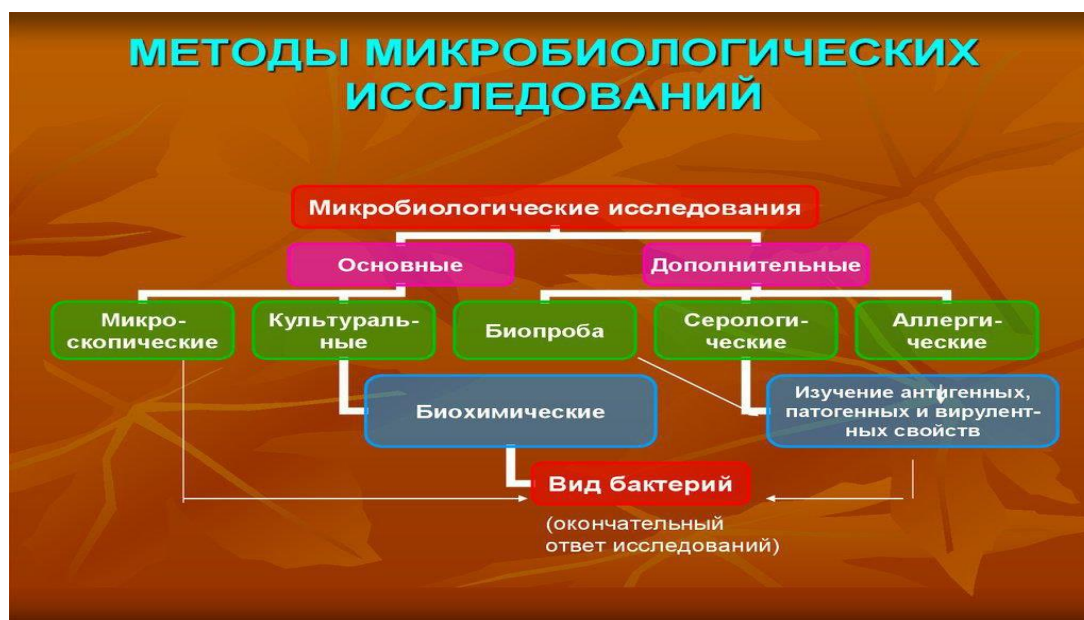 МЕТОДЫ МИКРОБИОЛОГИЧЕСКИХ
ИССЛЕДОВАНИЙ
Микробиологические исследования
Основные
Дополнительные
Микро-
скопические
Культураль-
ные
Биопроба
Серологи-
ческие
Аллерги-
ческие
Биохимические
Изучение антигенных,
патогенных и вирулент-
ных свойств
Вид бактерий
(окончательный
ответ исследований)